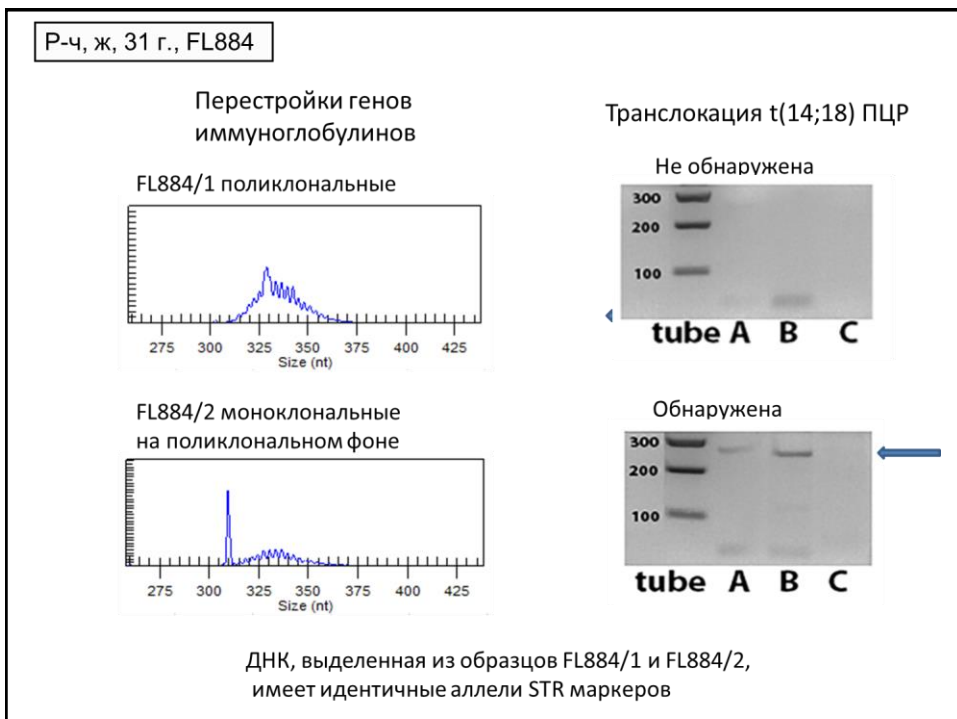 Р-ч, ж, 31 г., FL884
Перестройки генов
иммуноглобулинов
FL884/1 поликлональные
275 300 325 350 375 400 425
Size (nt)
FL884/2 моноклональные
на поликлональном фоне
275 300 325 350 375 400 425
Size (nt)
Транслокация t(14;18) ПЦР
Не обнаружена
300
200
100
tube A B C
Обнаружена
300
200
100
tube A B C
ДНК, выделенная из образцов FL884/1 и FL884/2,
имеет идентичные аллели STR маркеров